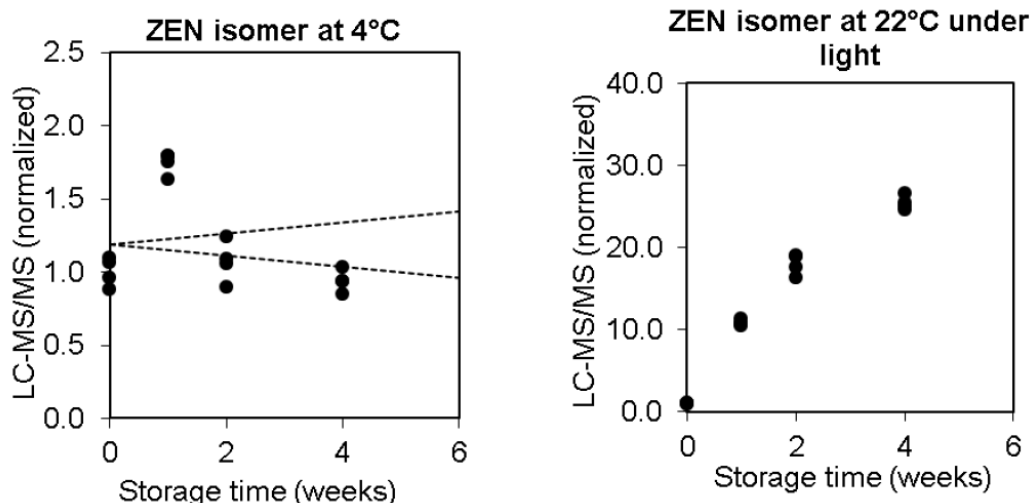 ZEN isomer at 4°C
LC-MS/MS (normalized)
2.5
2.0
1.5
1.0
0.5
0.0
0 2 4 6
Storage time (weeks)
ZEN isomer at 22°C under
light
LC-MS/MS (normalized)
40.0
30.0
20.0
10.0
0.0
0 2 4 6
Storage time (weeks)